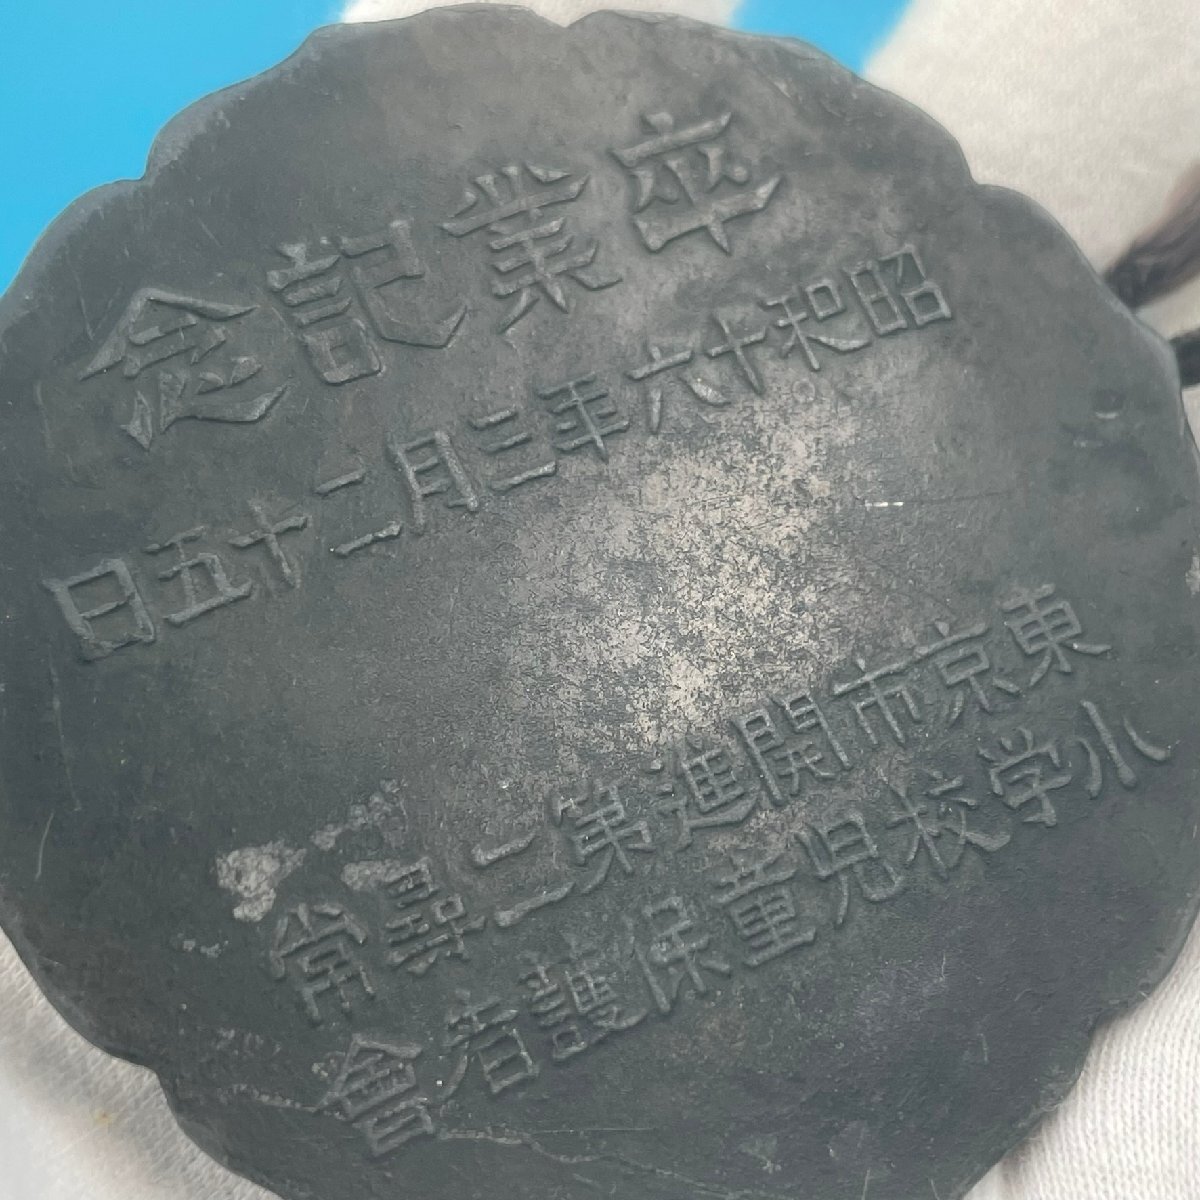 卒業記念
昭和十六年三月二十五日
東京市開進第二尋常
小学校児童保護者會